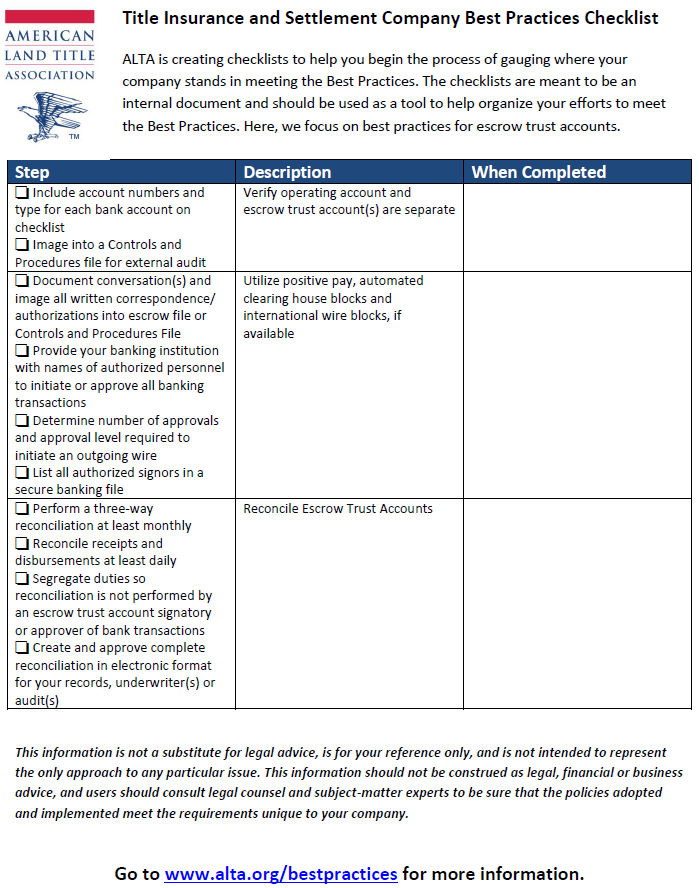 AMERICAN
LAND TITLE
ASSOCIATION
TM
Title Insurance and Settlement Company Best Practices Checklist
ALTA is creating checklists to help you begin the process of gauging where your
company stands in meeting the Best Practices. The checklists are meant to be an
internal document and should be used as a tool to help organize your efforts to meet
the Best Practices. Here, we focus on best practices for escrow trust accounts.
Step
Description
When Completed
❏ Include account numbers and
type for each bank account on
checklist
❏ Image into a Controls and
Procedures file for external audit
Verify operating account and
escrow trust account(s) are separate
❏ Document conversation(s) and
image all written correspondence/
authorizations into escrow file or
Controls and Procedures File
❏ Provide your banking institution
with names of authorized personnel
to initiate or approve all banking
transactions
❏ Determine number of approvals
and approval level required to
initiate an outgoing wire
❏ List all authorized signors in a
secure banking file
Utilize positive pay, automated
clearing house blocks and
international wire blocks, if
available
❏ Perform a three-way
reconciliation at least monthly
❏ Reconcile receipts and
disbursements at least daily
❏ Segregate duties so
reconciliation is not performed by
an escrow trust account signatory
or approver of bank transactions
❏ Create and approve complete
reconciliation in electronic format
for your records, underwriter(s) or
audit(s)
Reconcile Escrow Trust Accounts
This information is not a substitute for legal advice, is for your reference only, and is not intended to represent
the only approach to any particular issue. This information should not be construed as legal, financial or business
advice, and users should consult legal counsel and subject-matter experts to be sure that the policies adopted
and implemented meet the requirements unique to your company.
Go to www.alta.org/bestpractices for more information.